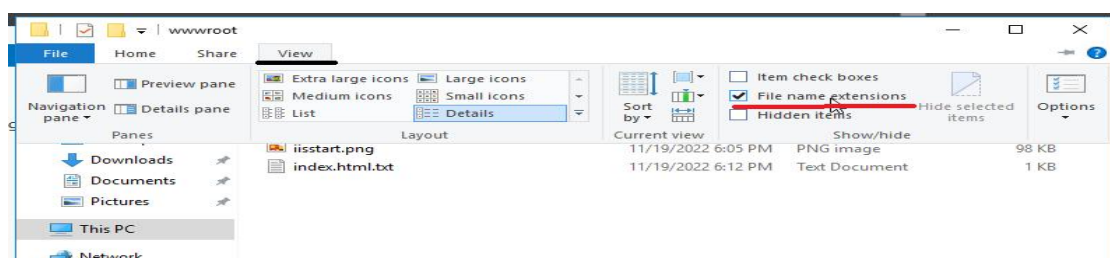 wwwroot
File Home Share View
Navigation pane
Preview pane
Details pane
Panes
Extra large icons Large icons
Medium icons Small icons
List Details
Layout
Sort by
Current view
Item check boxes
File name extensions
Hidden items
Hide selected items
Show/hide
Options
iisstart.png 11/19/2022 6:05 PM PNG image 98 KB
index.html.txt 11/19/2022 6:12 PM Text Document 1 KB
Downloads
Documents
Pictures
This PC
Network